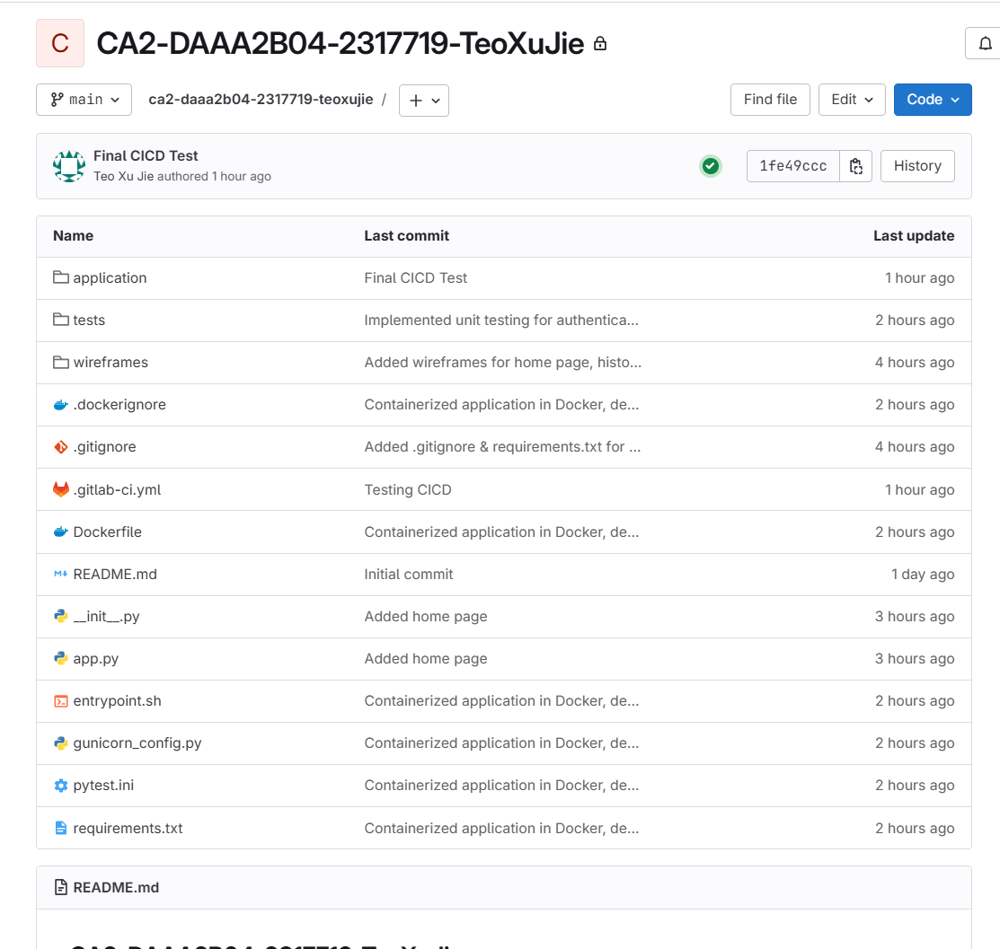 C CA2-DAAA2B04-2317719-TeoXuJie
main ca2-daaa2b04-2317719-teoxujie / + Find file Edit Code
Final CICD Test
Teo Xu Jie authored 1 hour ago
1fe49ccc History
Name Last commit Last update
application Final CICD Test 1 hour ago
tests Implemented unit testing for authentica... 2 hours ago
wireframes Added wireframes for home page, histo... 4 hours ago
.dockerignore Containerized application in Docker, de... 2 hours ago
.gitignore Added .gitignore & requirements.txt for ... 4 hours ago
.gitlab-ci.yml Testing CICD 1 hour ago
Dockerfile Containerized application in Docker, de... 2 hours ago
README.md Initial commit 1 day ago
__init__.py Added home page 3 hours ago
app.py Added home page 3 hours ago
entrypoint.sh Containerized application in Docker, de... 2 hours ago
gunicorn_config.py Containerized application in Docker, de... 2 hours ago
pytest.ini Containerized application in Docker, de... 2 hours ago
requirements.txt Containerized application in Docker, de... 2 hours ago
README.md
CA2-DAAA2B04-2317719-TeoXuJie